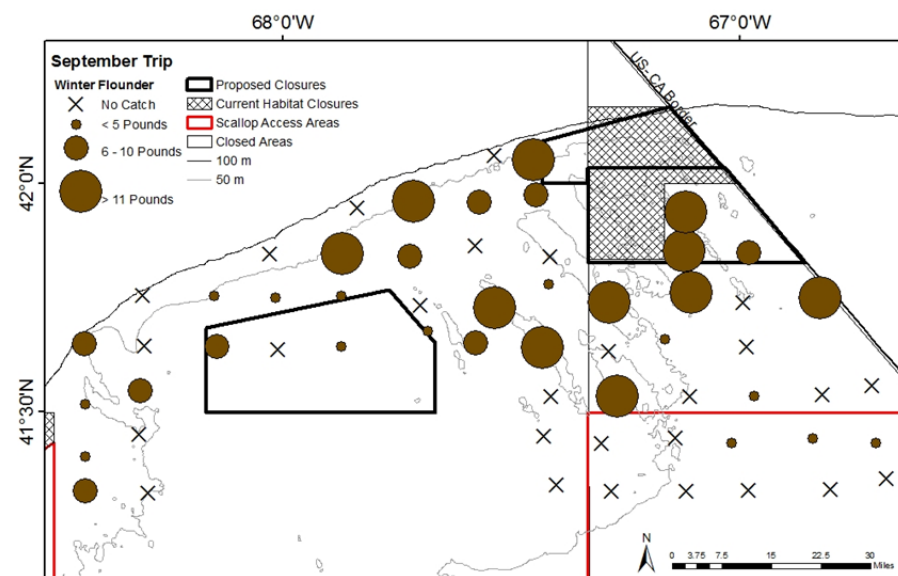 68°0'W
67°0'W
September Trip
Winter Flounder
No Catch
< 5 Pounds
6 - 10 Pounds
> 11 Pounds
Proposed Closures
Current Habitat Closures
Scallop Access Areas
Closed Areas
100 m
50 m
US- CA Border
42°0'N
41°30'N
N
0 3.75 7.5 15 22.5 30
Miles